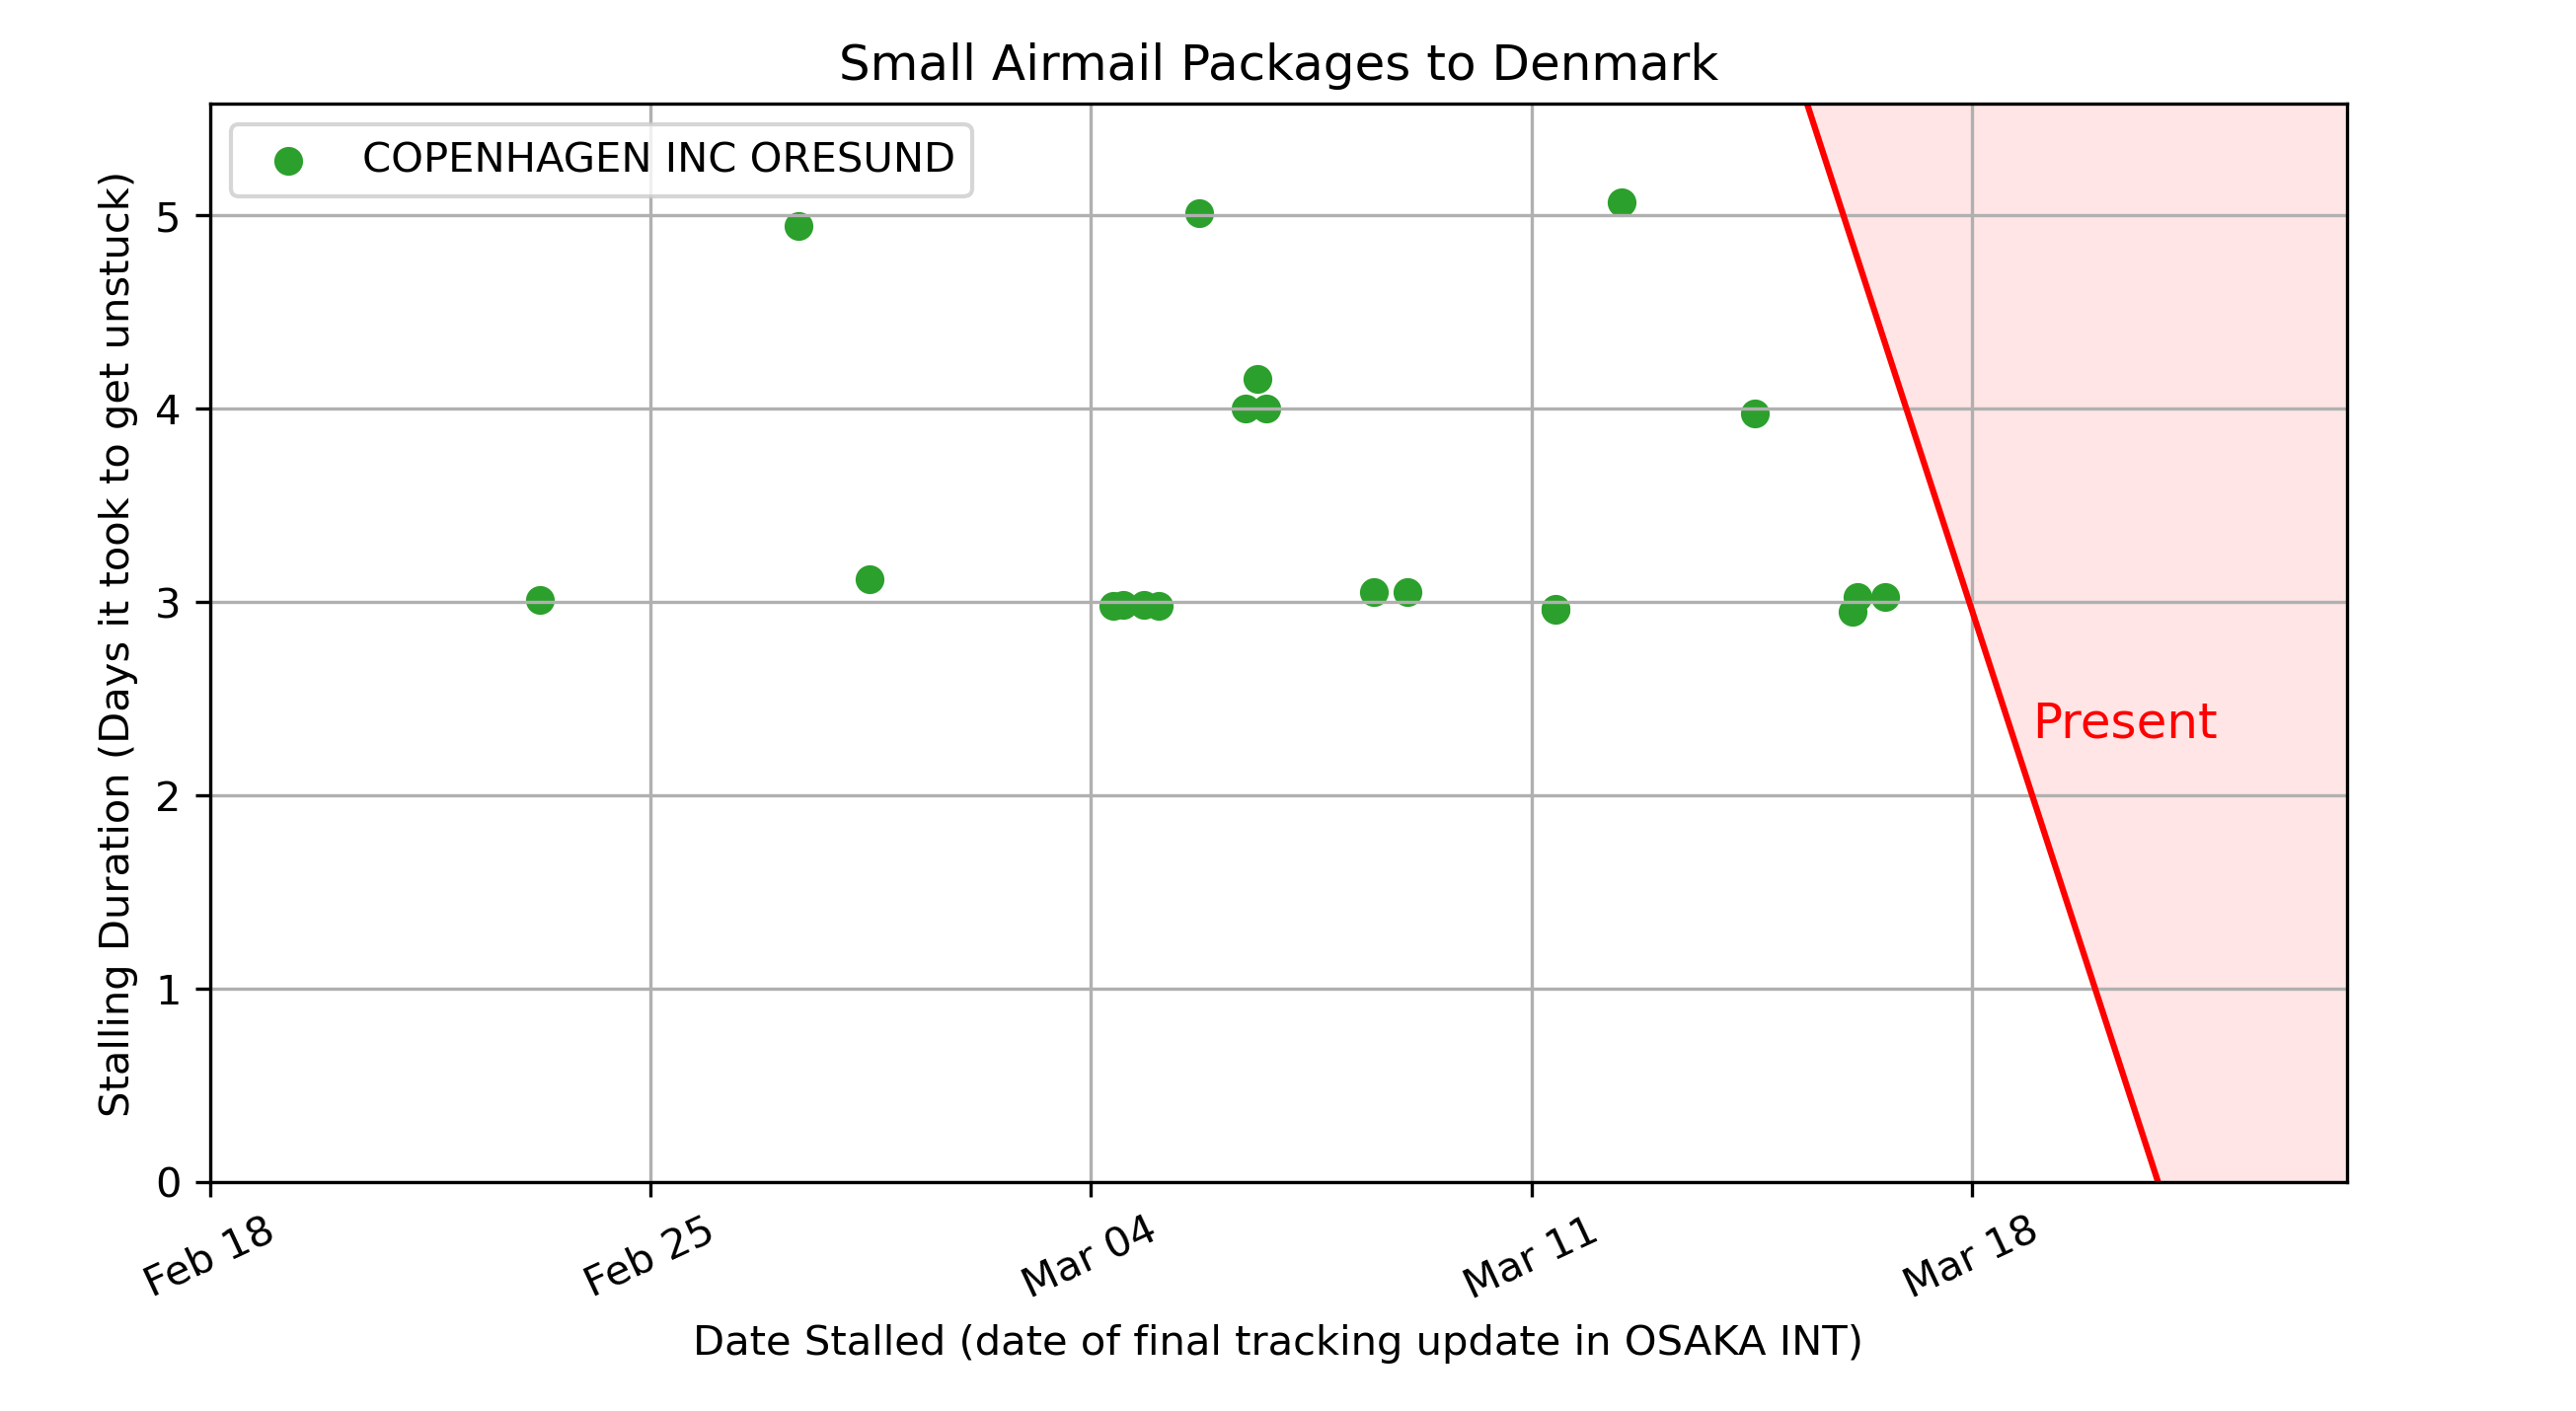 Small Airmail Packages to Denmark
COPENHAGEN INC ORESUND
Stalling Duration (Days it took to get unstuck)
5
4
3
2
1
0
Present
Feb 18
Feb 25
Mar 04
Mar 11
Mar 18
Date Stalled (date of final tracking update in OSAKA INT)